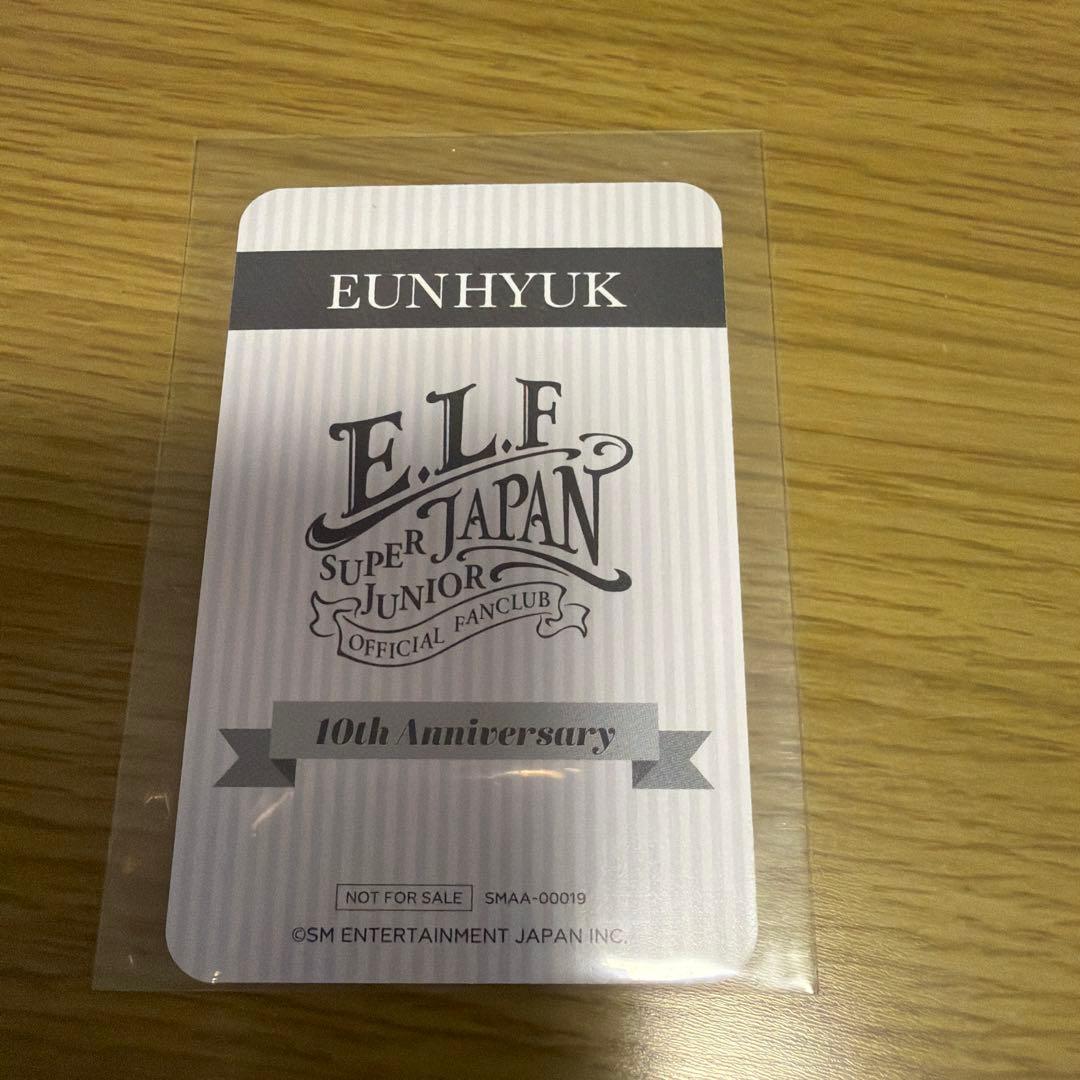 EUNHYUK
E.L.F
JAPAN
SUPER
JUNIOR
OFFICIAL FANCLUB
10th Anniversary
NOT FOR SALE SMAA-00019
©SM ENTERTAINMENT JAPAN INC.